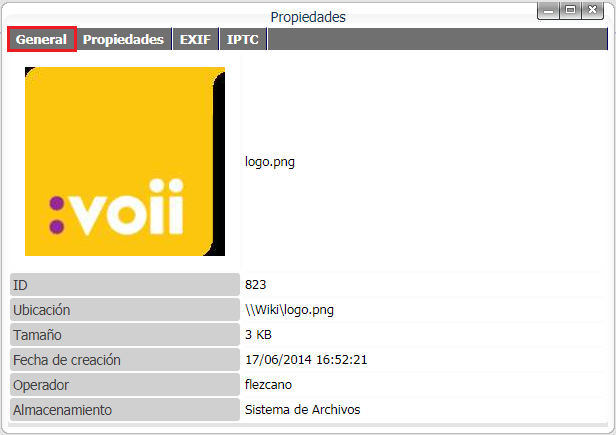 Propiedades
General Propiedades EXIF IPTC
:voii
logo.png
ID 823
Ubicación \\Wiki\logo.png
Tamaño 3 KB
Fecha de creación 17/06/2014 16:52:21
Operador flezcano
Almacenamiento Sistema de Archivos